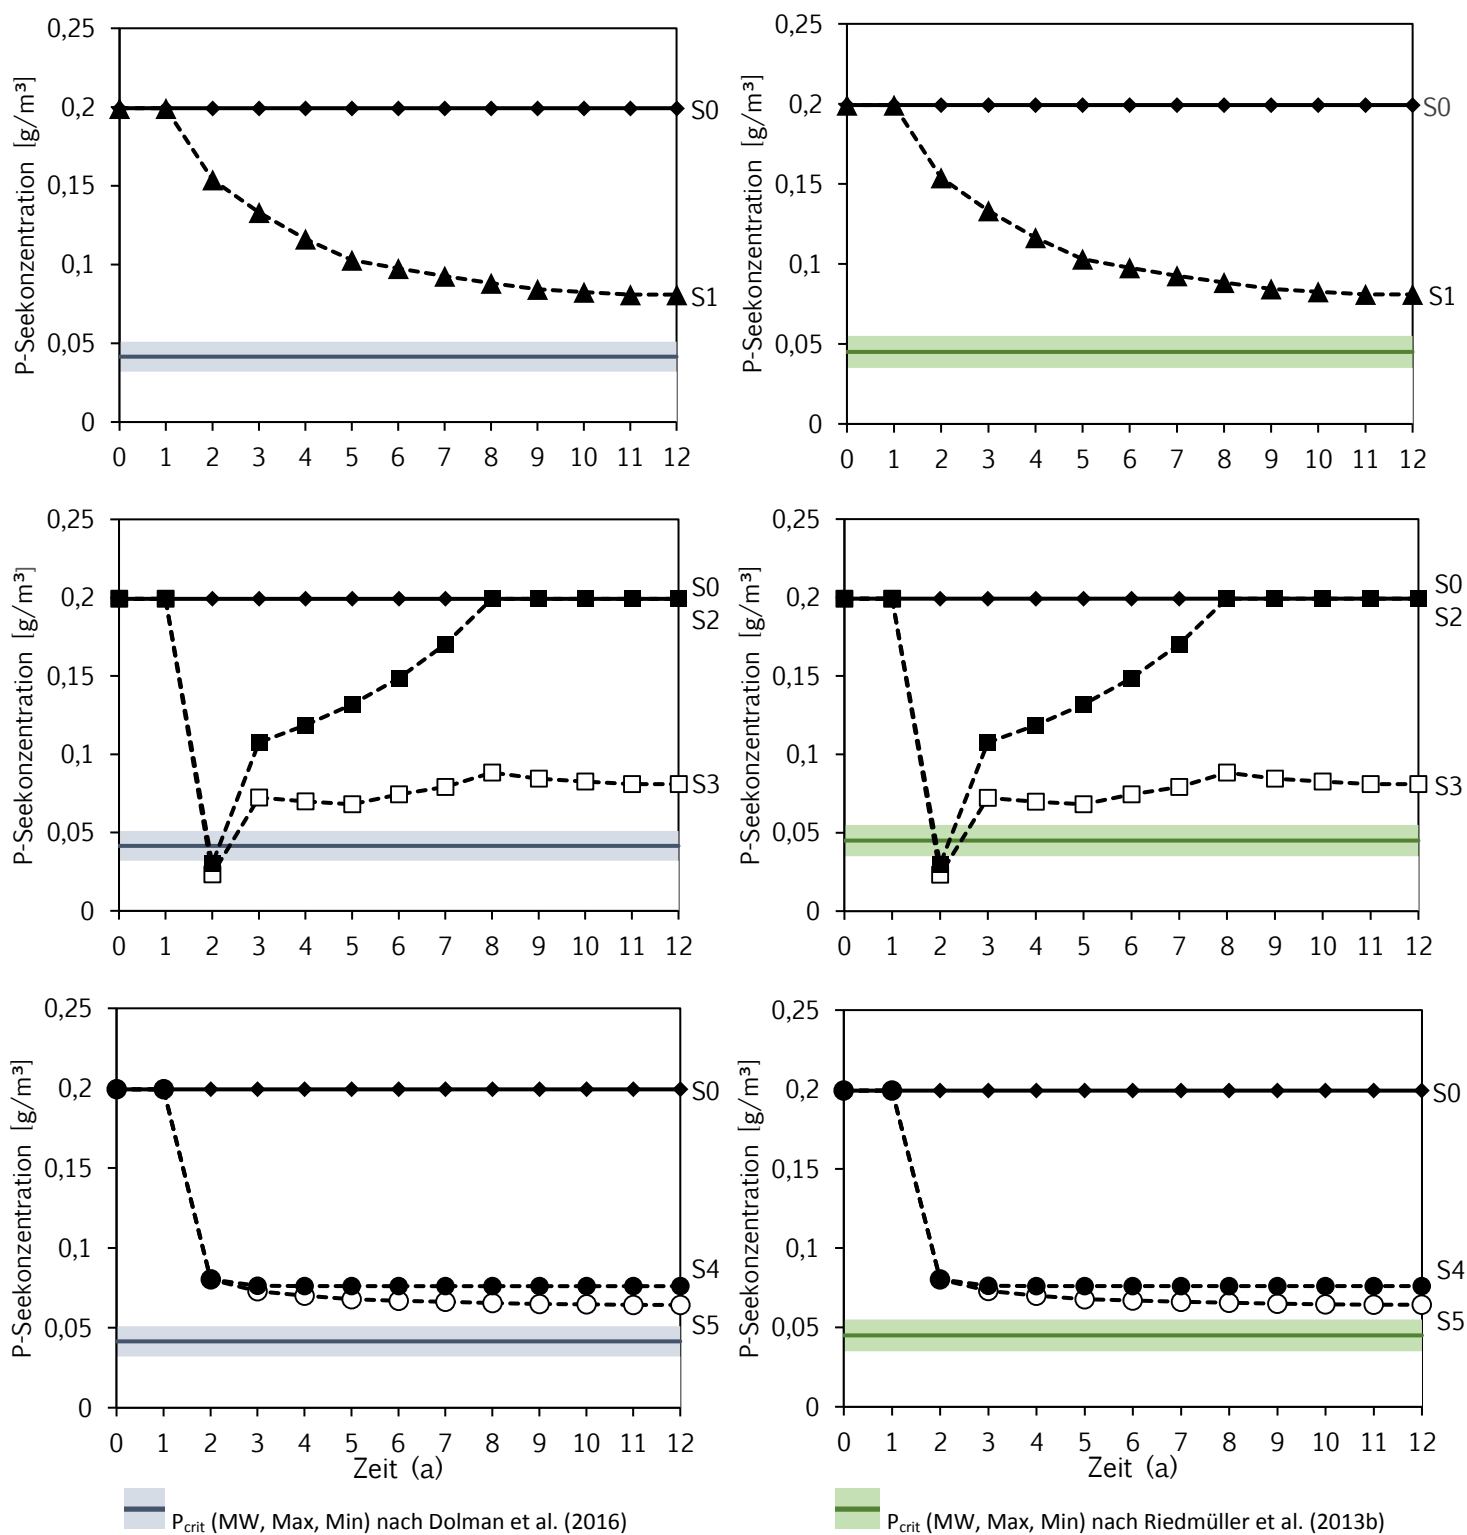 0,25 0,2 0,15 0,1 0,05 0
P-Seekonzentration [g/m³]
S0
S1
0 1 2 3 4 5 6 7 8 9 10 11 12
0,25 0,2 0,15 0,1 0,05 0
P-Seekonzentration [g/m³]
S0
S1
0 1 2 3 4 5 6 7 8 9 10 11 12
0,25 0,2 0,15 0,1 0,05 0
P-Seekonzentration [g/m³]
S0
S2
S3
0 1 2 3 4 5 6 7 8 9 10 11 12
0,25 0,2 0,15 0,1 0,05 0
P-Seekonzentration [g/m³]
S0
S2
S3
0 1 2 3 4 5 6 7 8 9 10 11 12
0,25 0,2 0,15 0,1 0,05 0
P-Seekonzentration [g/m³]
S0
S4
S5
0 1 2 3 4 5 6 7 8 9 10 11 12
Zeit (a)
0,25 0,2 0,15 0,1 0,05 0
P-Seekonzentration [g/m³]
S0
S4
S5
0 1 2 3 4 5 6 7 8 9 10 11 12
Zeit (a)
Pcrit (MW, Max, Min) nach Dolman et al. (2016)
Pcrit (MW, Max, Min) nach Riedmüller et al. (2013b)